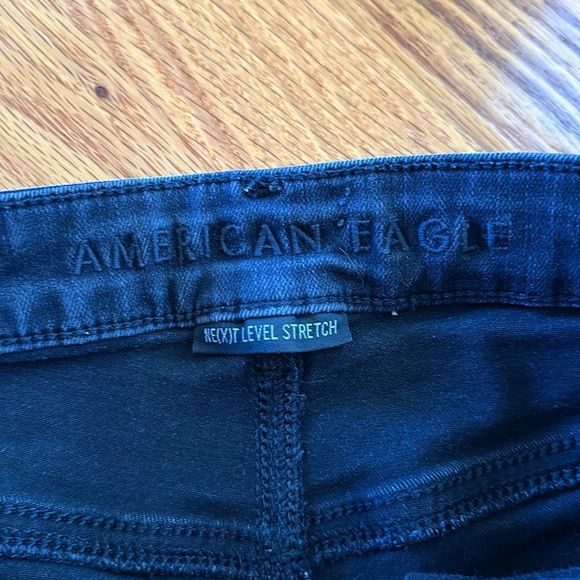 AMERICAN EAGLE
NE(X)T LEVEL STRETCH